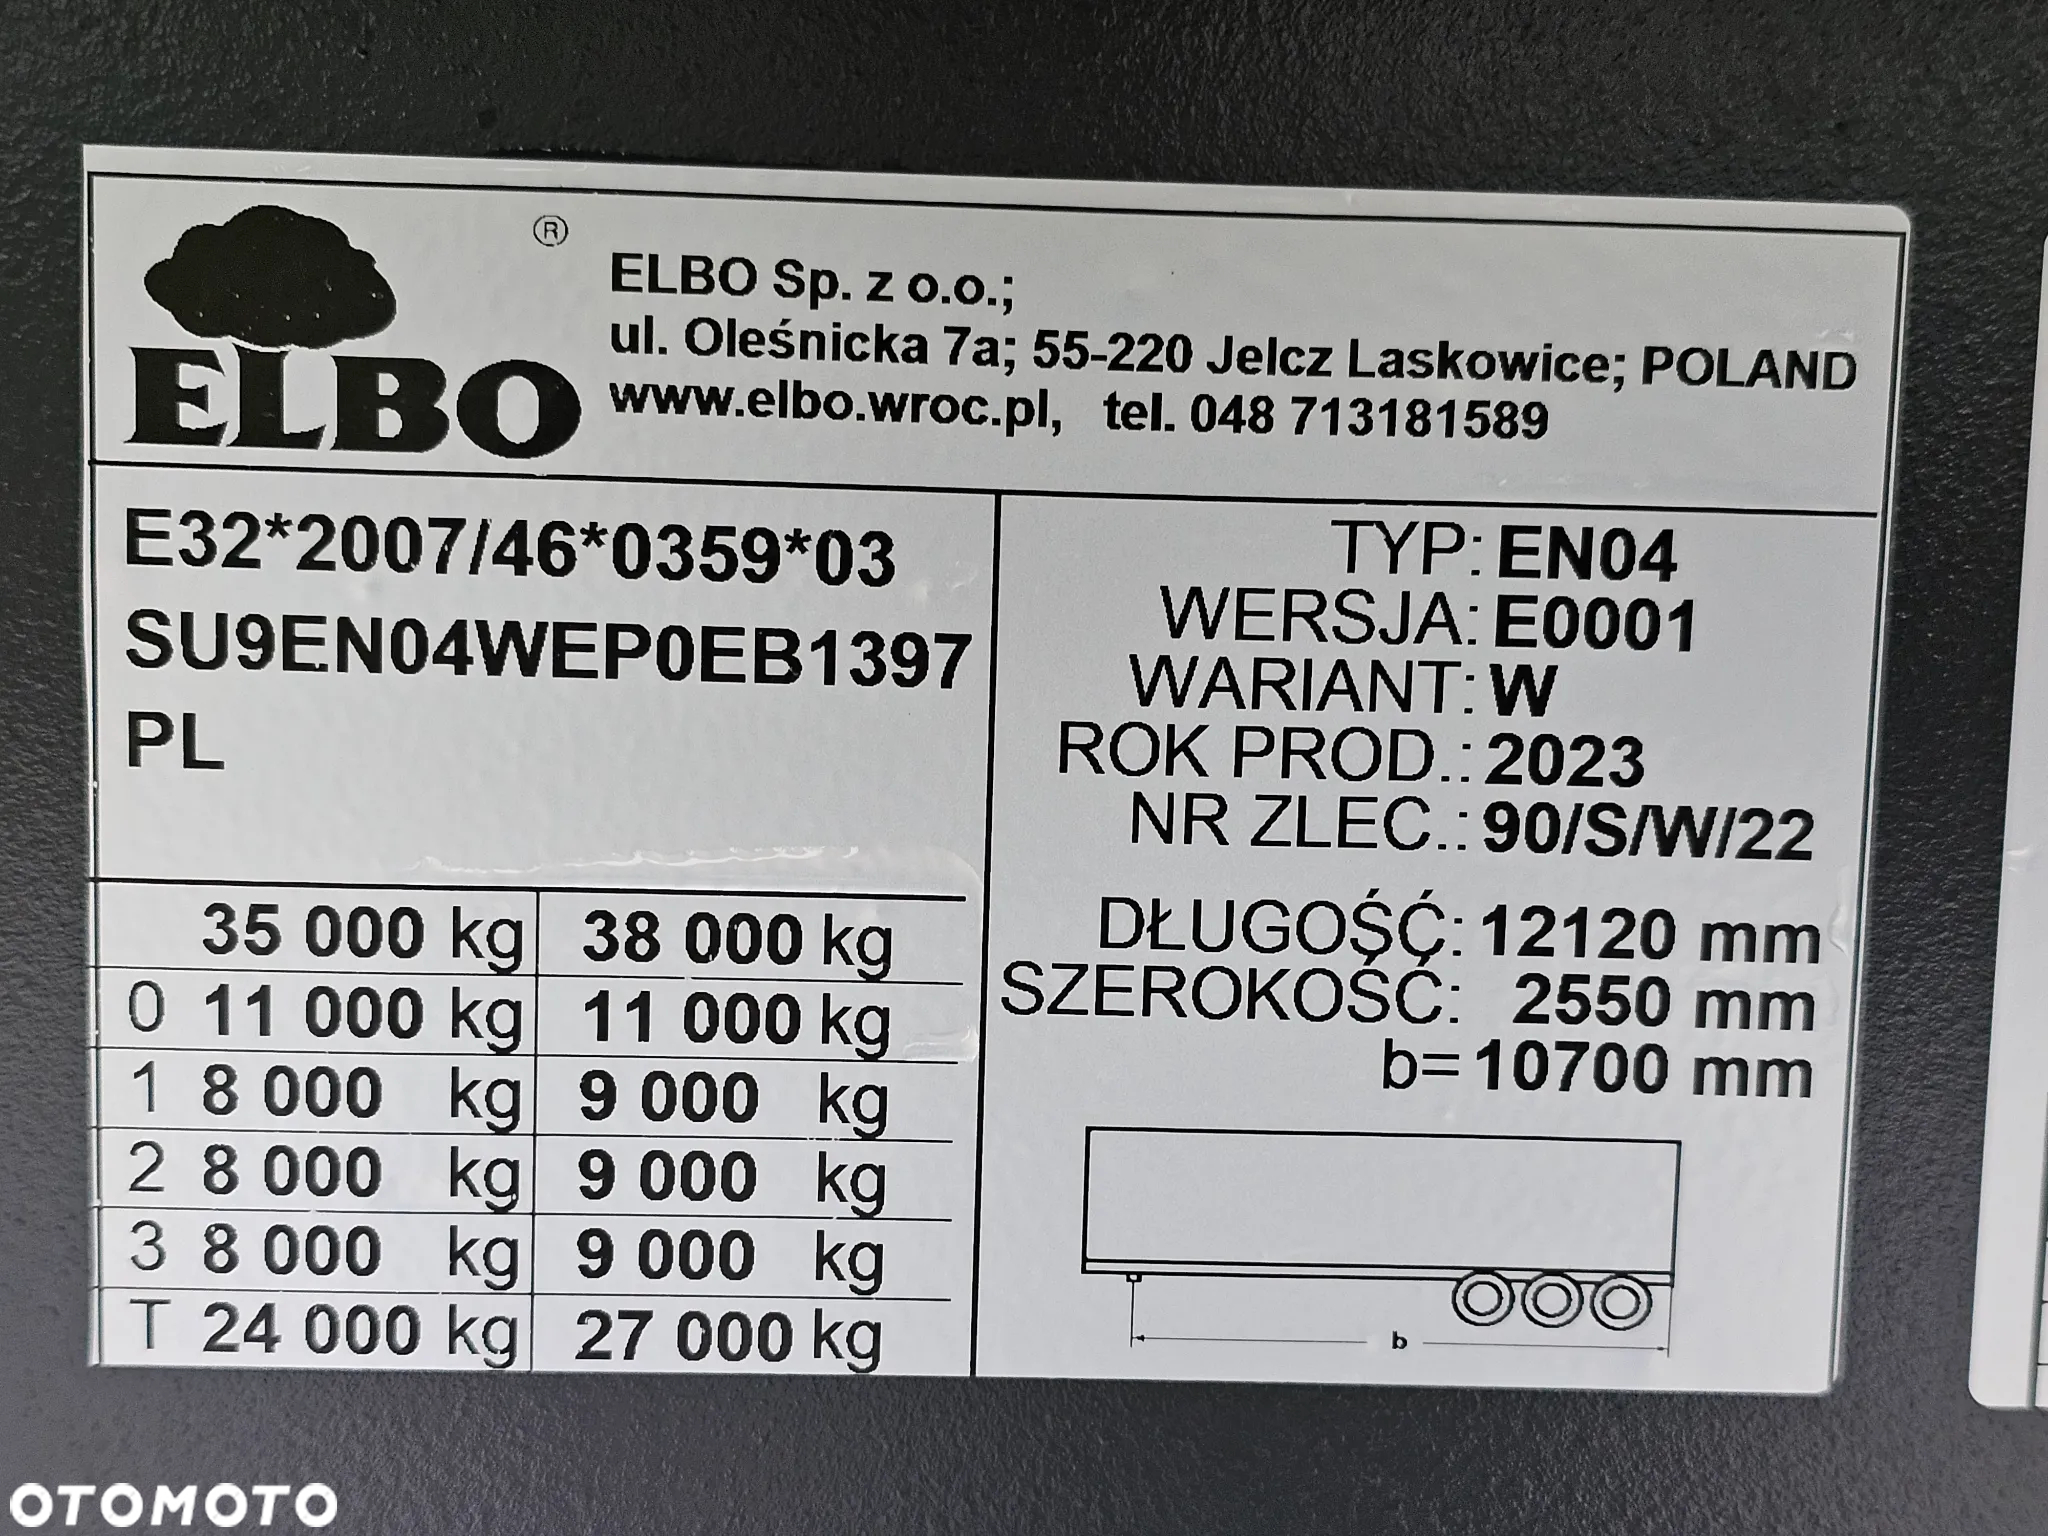 ELBO ®
ELBO Sp. z o.o.;
ul. Oleśnicka 7a; 55-220 Jelcz Laskowice; POLAND
www.elbo.wroc.pl, tel. 048 713181589
E32*2007/46*0359*03
SU9EN04WEP0EB1397
PL
35 000 kg 38 000 kg
0 11 000 kg 11 000 kg
1 8 000 kg 9 000 kg
2 8 000 kg 9 000 kg
3 8 000 kg 9 000 kg
T 24 000 kg 27 000 kg
TYP: EN04
WERSJA: E0001
WARIANT: W
ROK PROD.: 2023
NR ZLEC.: 90/S/W/22
DŁUGOŚĆ: 12120 mm
SZEROKOŚĆ: 2550 mm
b= 10700 mm
b
OTOMOTO